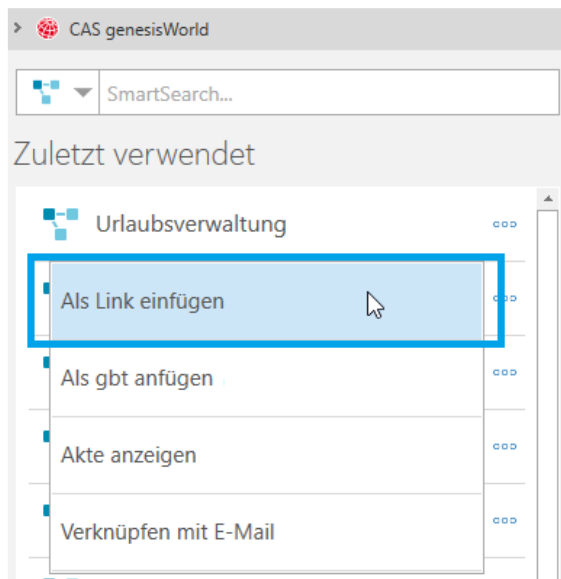 CAS genesisWorld
SmartSearch...
Zuletzt verwendet
Urlaubsverwaltung
Als Link einfügen
Als gbt anfügen
Akte anzeigen
Verknüpfen mit E-Mail